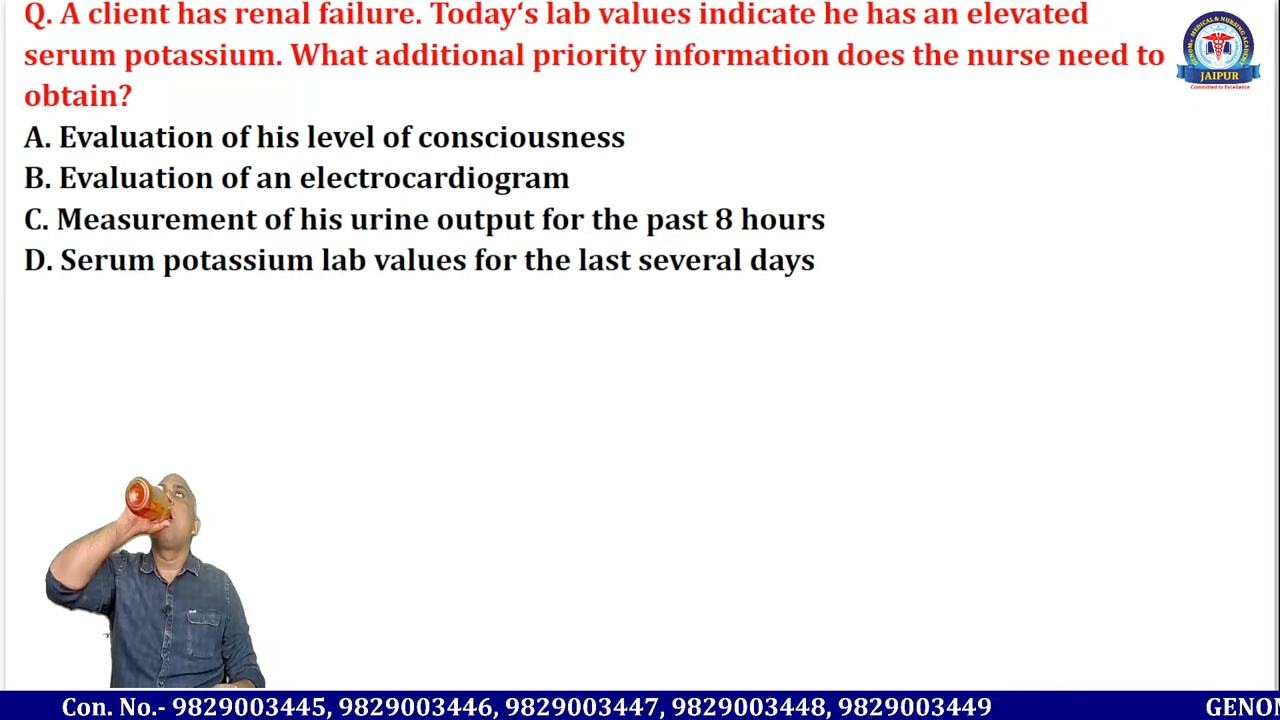 Q. A client has renal failure. Today‘s lab values indicate he has an elevated
serum potassium. What additional priority information does the nurse need to
obtain?
A. Evaluation of his level of consciousness
B. Evaluation of an electrocardiogram
C. Measurement of his urine output for the past 8 hours
D. Serum potassium lab values for the last several days
JAIPUR
Committed to Excellence
Con. No.- 9829003445, 9829003446, 9829003447, 9829003448, 9829003449